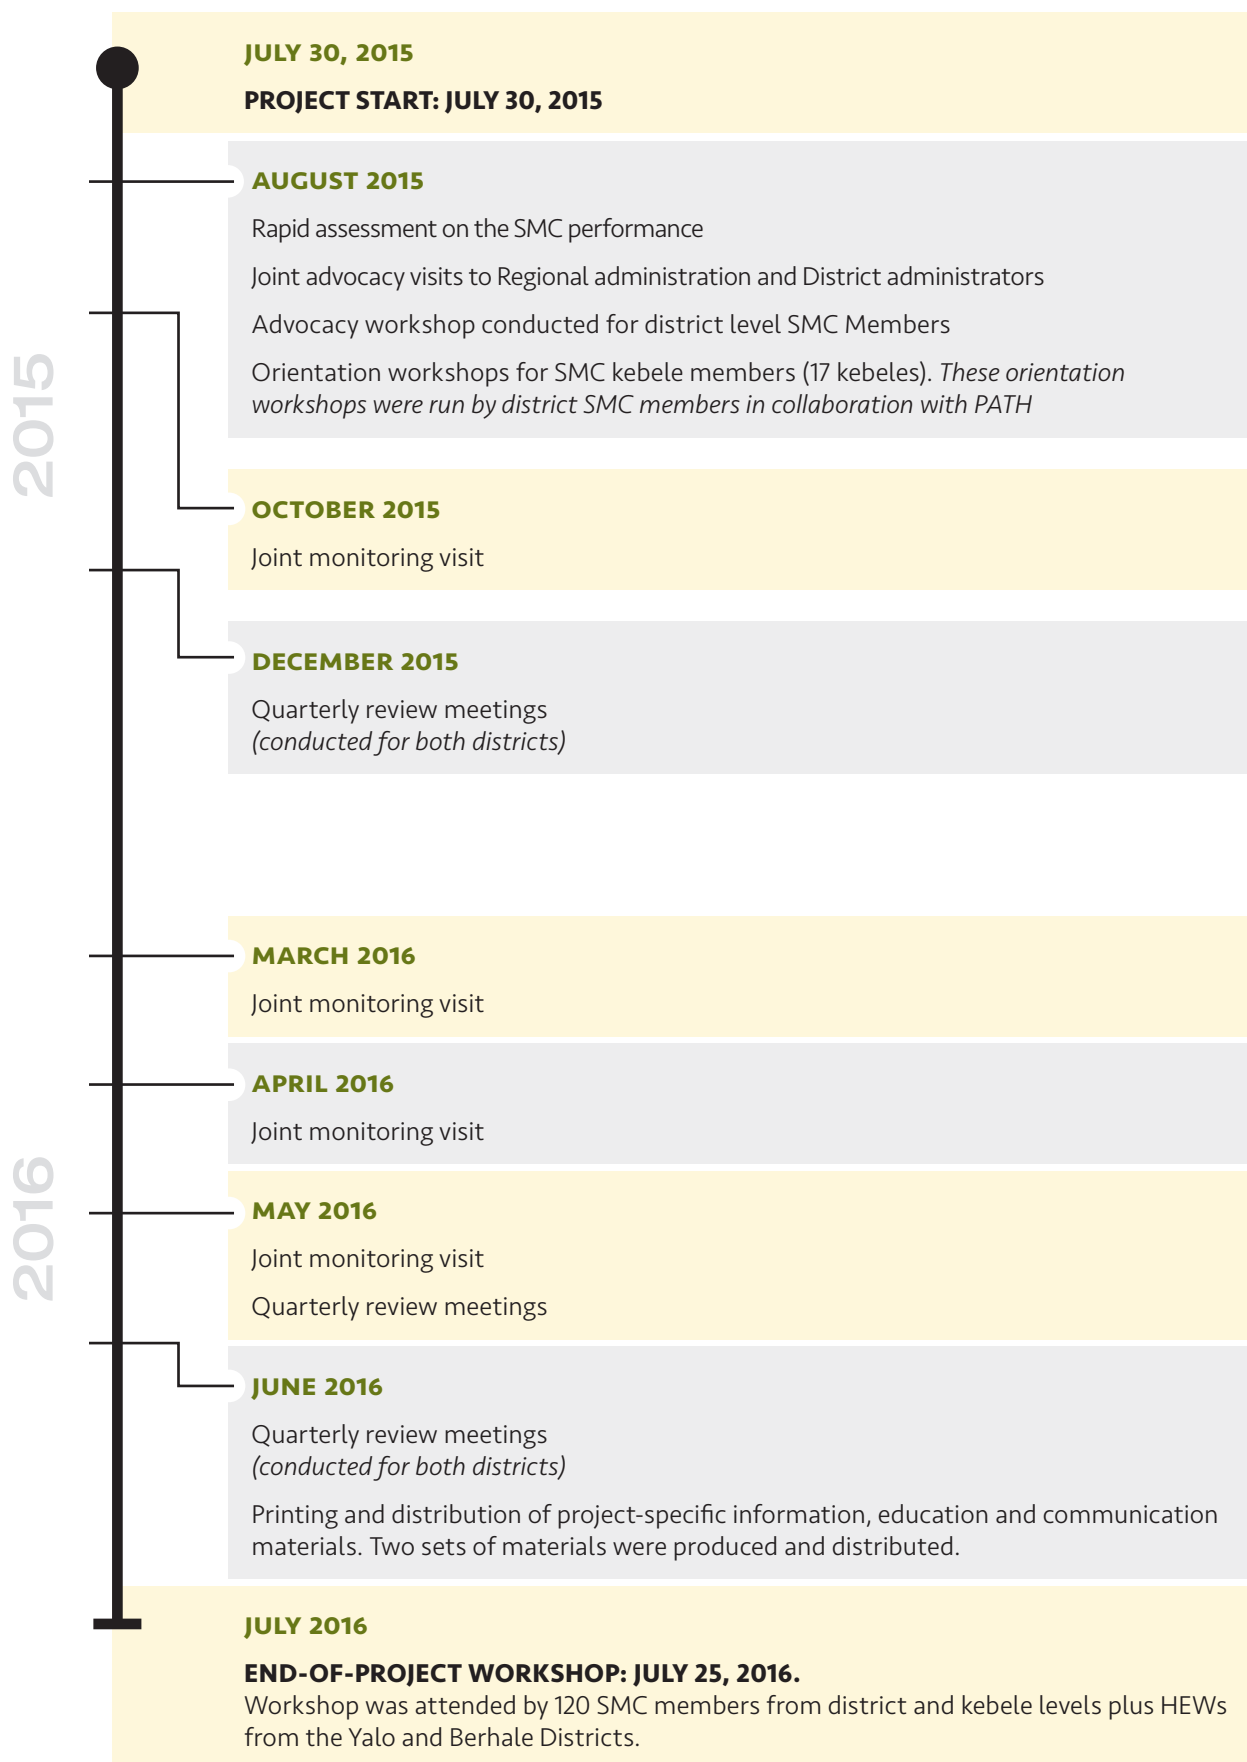 JULY 30, 2015
PROJECT START: JULY 30, 2015
2015
AUGUST 2015
Rapid assessment on the SMC performance
Joint advocacy visits to Regional administration and District administrators
Advocacy workshop conducted for district level SMC Members
Orientation workshops for SMC kebele members (17 kebeles). These orientation
workshops were run by district SMC members in collaboration with PATH
OCTOBER 2015
Joint monitoring visit
DECEMBER 2015
Quarterly review meetings
(conducted for both districts)
2016
MARCH 2016
Joint monitoring visit
APRIL 2016
Joint monitoring visit
MAY 2016
Joint monitoring visit
Quarterly review meetings
JUNE 2016
Quarterly review meetings
(conducted for both districts)
Printing and distribution of project-specific information, education and communication
materials. Two sets of materials were produced and distributed.
JULY 2016
END-OF-PROJECT WORKSHOP: JULY 25, 2016.
Workshop was attended by 120 SMC members from district and kebele levels plus HEWs
from the Yalo and Berhale Districts.